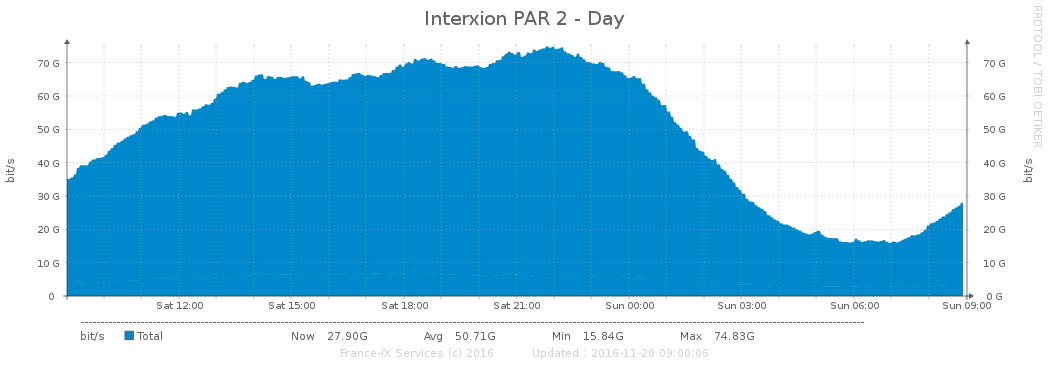 Interxion PAR 2 - Day
RRDTOOL / TOBI OETIKER
bit/s
bit/s
70 G 70 G
60 G 60 G
50 G 50 G
40 G 40 G
30 G 30 G
20 G 20 G
10 G 10 G
0 0 G
Sat 12:00 Sat 15:00 Sat 18:00 Sat 21:00 Sun 00:00 Sun 03:00 Sun 06:00 Sun 09:00
bit/s Total Now 27.90G Avg 50.71G Min 15.84G Max 74.83G
France-IX Services (c) 2016 Updated : 2016-11-20 09:00:06